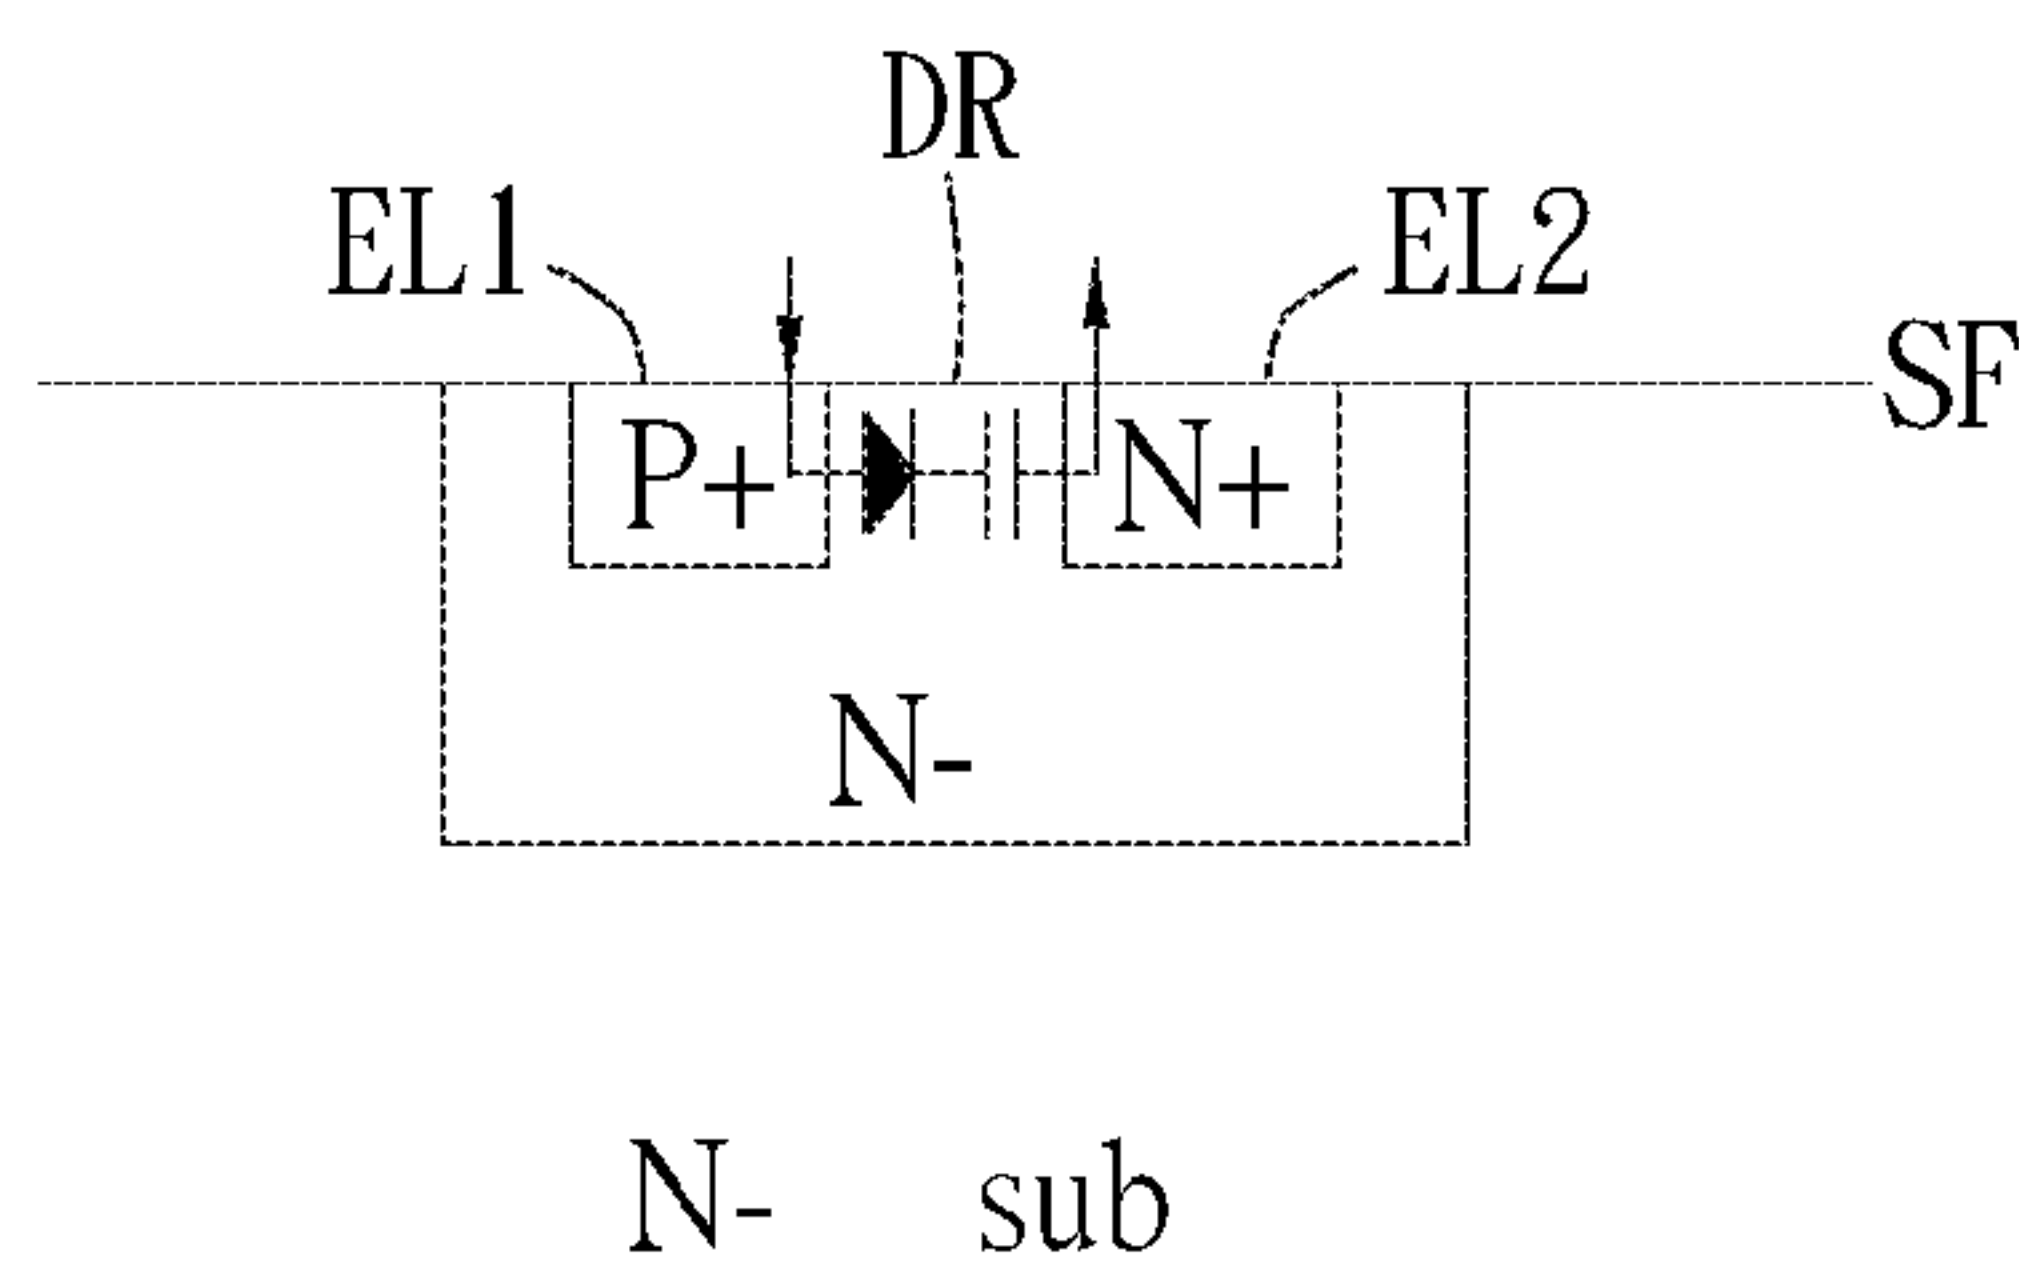 DR
EL1
EL2
SF
P+
N+
N-
N- sub